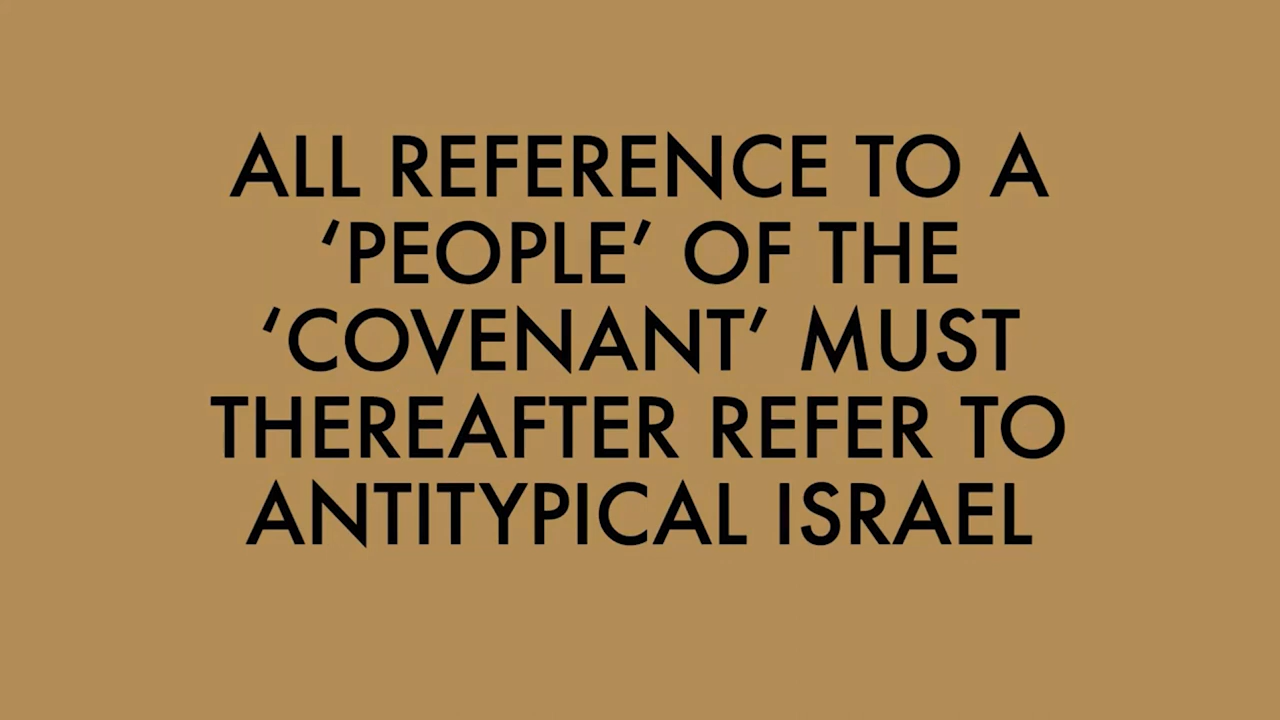 ALL REFERENCE TO A
‘PEOPLE’ OF THE
‘COVENANT’ MUST
THEREAFTER REFER TO
ANTITYPICAL ISRAEL